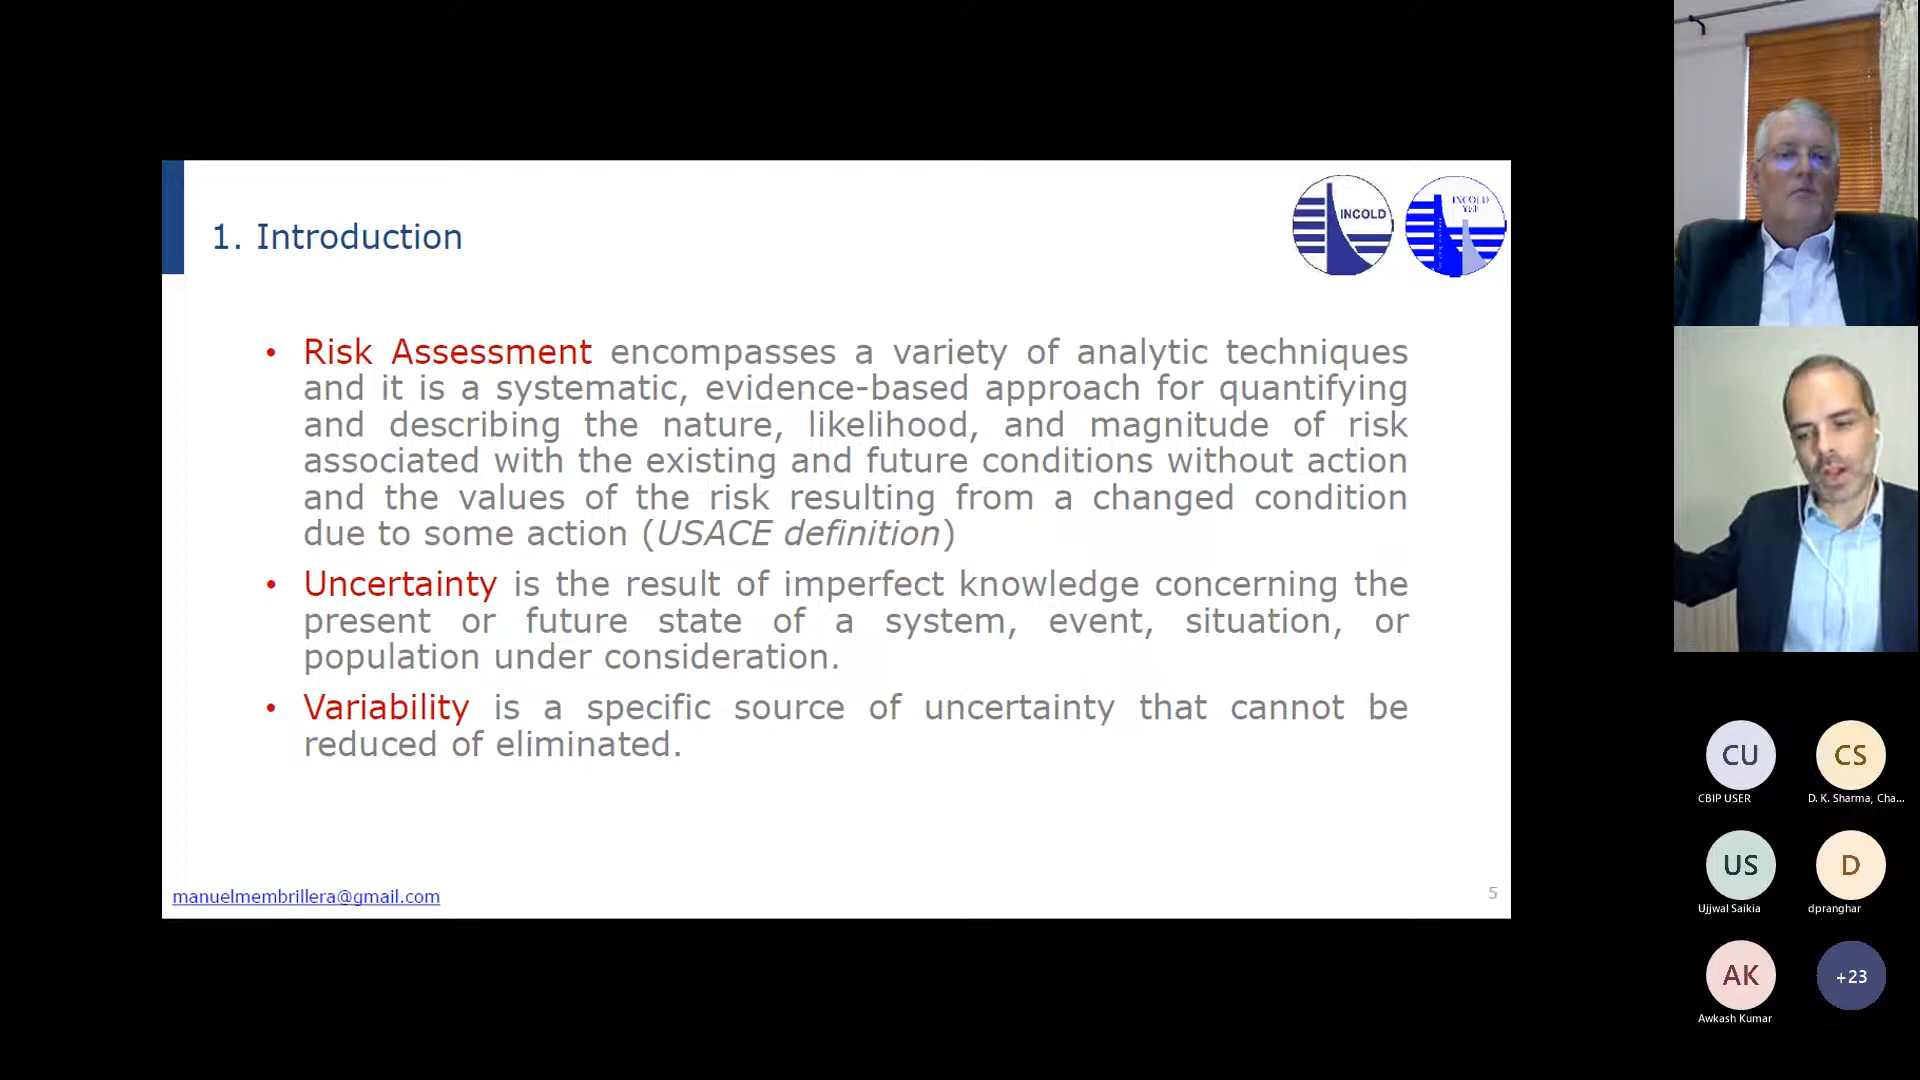 1. Introduction
INCOLD
INCOLD
YEP
• Risk Assessment encompasses a variety of analytic techniques
and it is a systematic, evidence-based approach for quantifying
and describing the nature, likelihood, and magnitude of risk
associated with the existing and future conditions without action
and the values of the risk resulting from a changed condition
due to some action (USACE definition)
• Uncertainty is the result of imperfect knowledge concerning the
present or future state of a system, event, situation, or
population under consideration.
• Variability is a specific source of uncertainty that cannot be
reduced of eliminated.
manuelmembrillera@gmail.com
5
CU
CBIP USER
CS
D. K. Sharma, Cha...
US
Ujjwal Saikia
D
dpranghar
AK
Awkash Kumar
+23